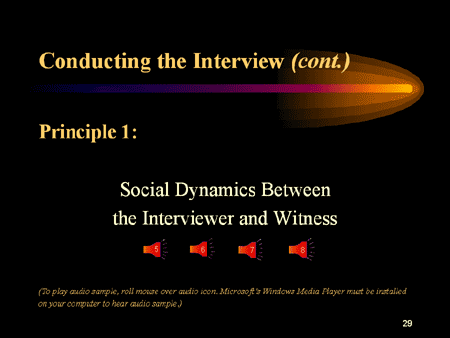 Conducting the Interview (cont.)
Principle 1:
Social Dynamics Between
the Interviewer and Witness
5 6 7 8
(To play audio sample, roll mouse over audio icon. Microsoft's Windows Media Player must be installed
on your computer to hear audio sample.)
29